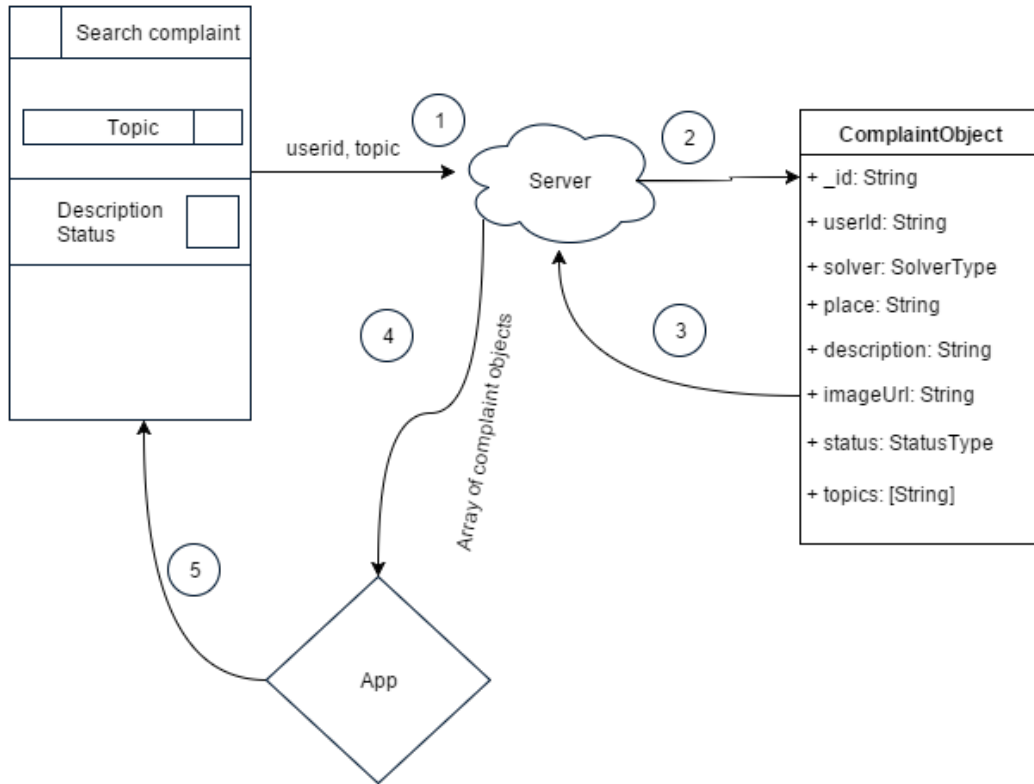 Search complaint
Topic
Description
Status
userid, topic
1
Server
2
ComplaintObject
+ _id: String
+ userId: String
+ solver: SolverType
+ place: String
+ description: String
+ imageUrl: String
+ status: StatusType
+ topics: [String]
3
4
Array of complaint objects
5
App